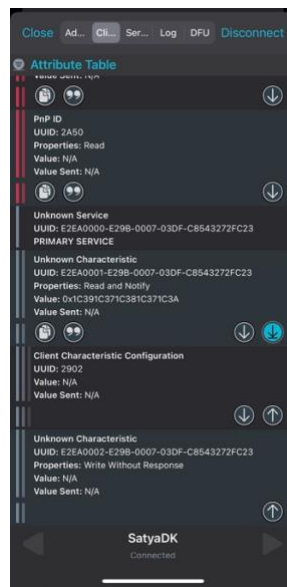 Close Ad... Cli... Ser... Log DFU Disconnect
Attribute Table
Value Sent: N/A
PnP ID
UUID: 2A50
Properties: Read
Value: N/A
Value Sent: N/A
Unknown Service
UUID: E2EA0000-E29B-0007-03DF-C8543272FC23
PRIMARY SERVICE
Unknown Characteristic
UUID: E2EA0001-E29B-0007-03DF-C8543272FC23
Properties: Read and Notify
Value: 0x1C391C371C381C371C3A
Value Sent: N/A
Client Characteristic Configuration
UUID: 2902
Value: N/A
Value Sent: N/A
Unknown Characteristic
UUID: E2EA0002-E29B-0007-03DF-C8543272FC23
Properties: Write Without Response
Value: N/A
Value Sent: N/A
SatyaDK
Connected